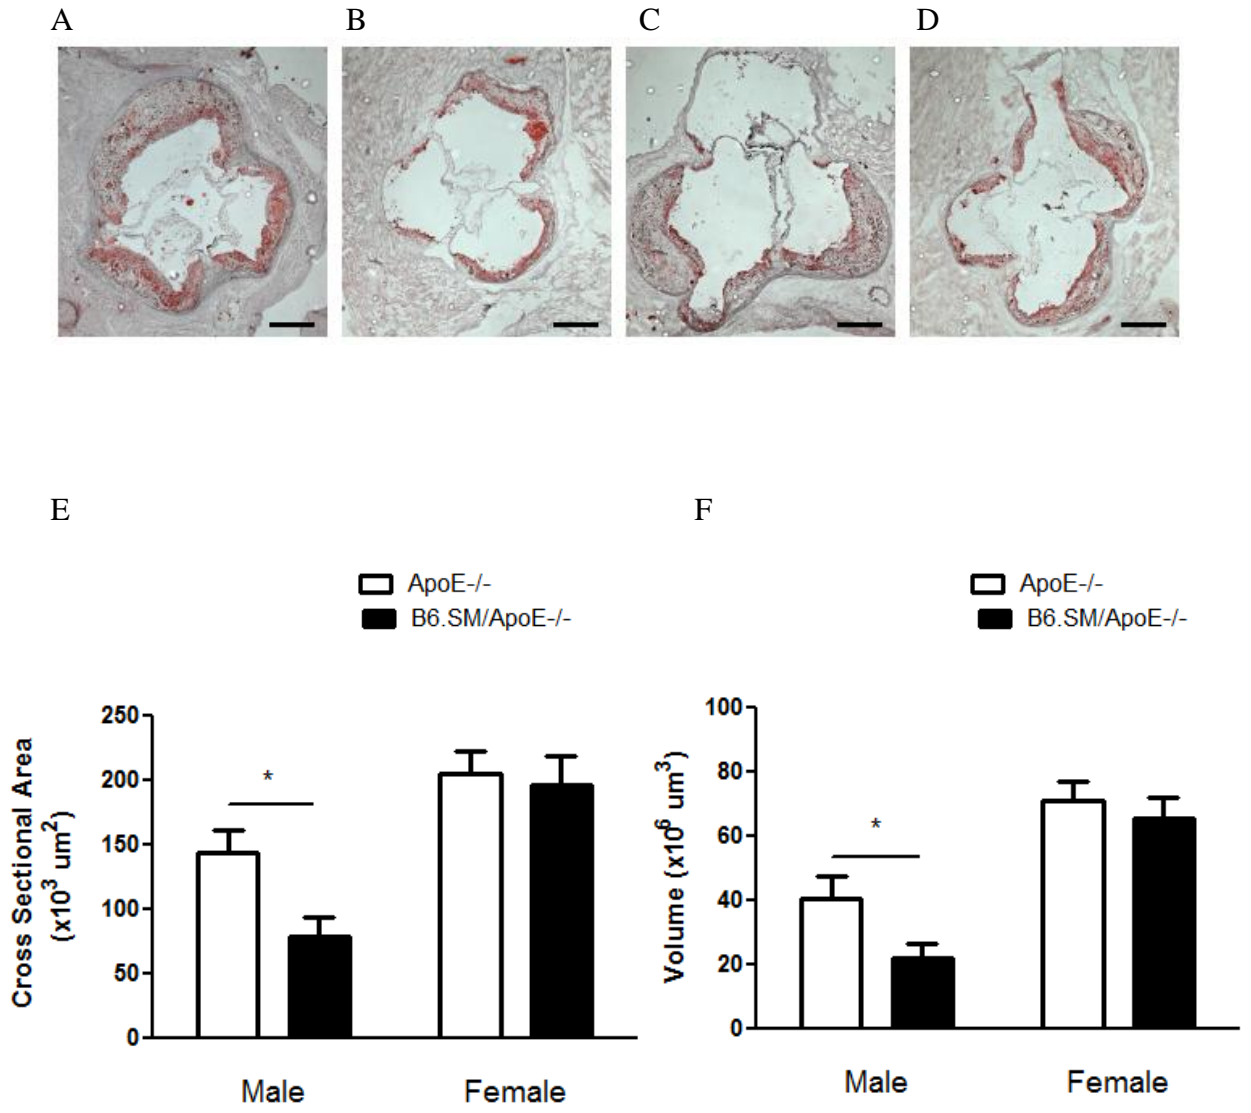 A B C D
E F
ApoE-/-
B6.SM/ApoE-/-
Cross Sectional Area
(x10³ um²)
250
200
150
100
50
0
*
Male Female
ApoE-/-
B6.SM/ApoE-/-
Volume (x10⁶ um³)
100
80
60
40
20
0
*
Male Female